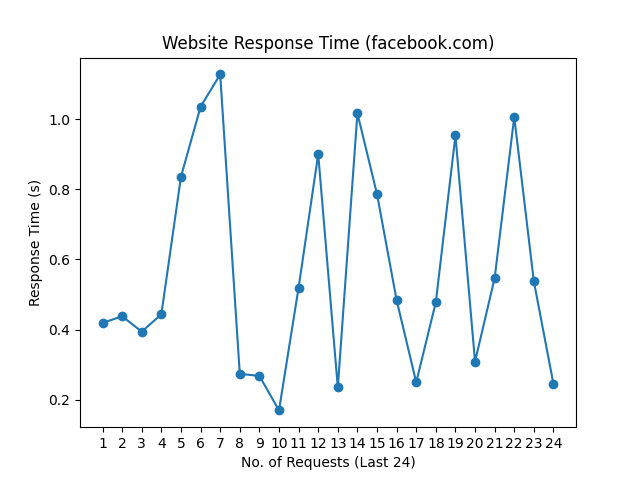 Website Response Time (facebook.com)
Response Time (s)
1.0
0.8
0.6
0.4
0.2
1 2 3 4 5 6 7 8 9 10 11 12 13 14 15 16 17 18 19 20 21 22 23 24
No. of Requests (Last 24)